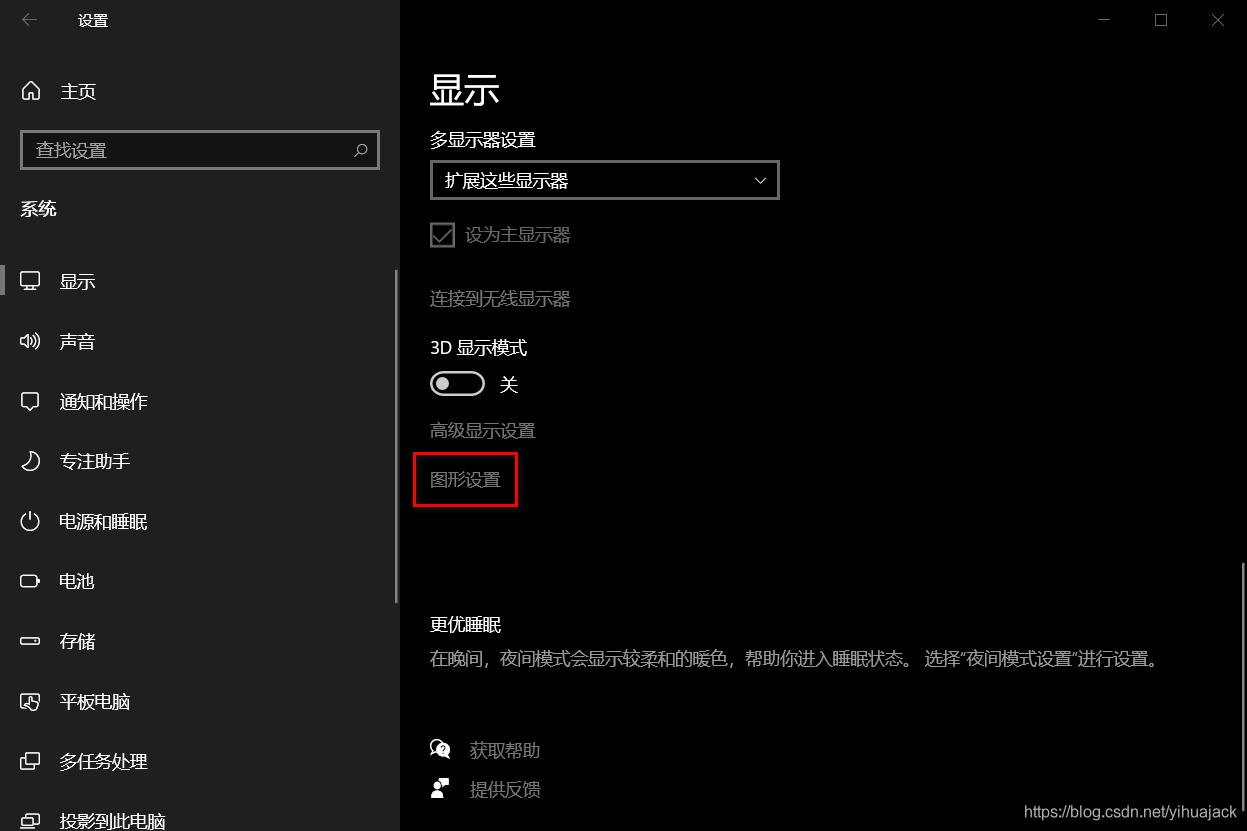 设置
主页
查找设置
系统
显示
声音
通知和操作
专注助手
电源和睡眠
电池
存储
平板电脑
多任务处理
投影到此电脑
显示
多显示器设置
扩展这些显示器
设为主显示器
连接到无线显示器
3D 显示模式
关
高级显示设置
图形设置
更优睡眠
在晚间，夜间模式会显示较柔和的暖色，帮助你进入睡眠状态。 选择"夜间模式设置"进行设置。
获取帮助
提供反馈
https://blog.csdn.net/yihuajack